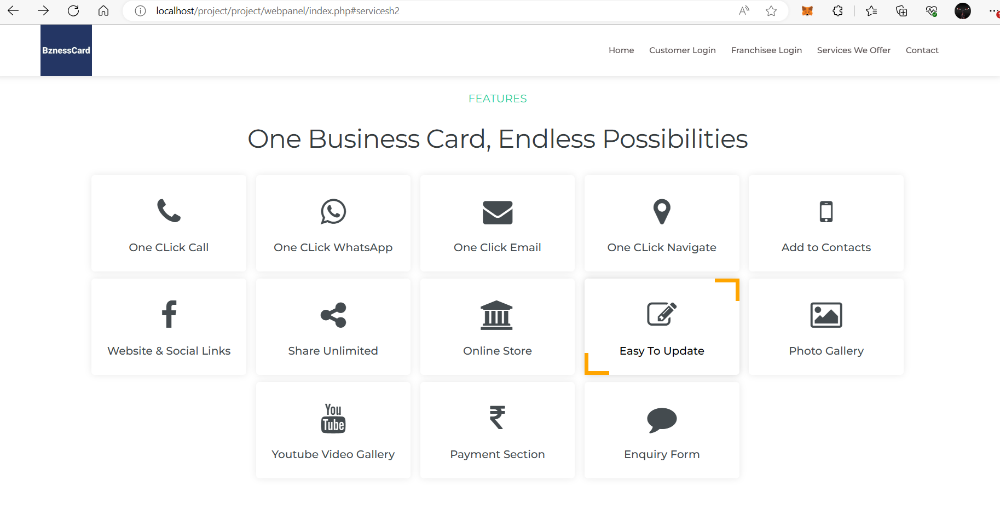 localhost/project/project/webpanel/index.php#servicesh2
BznessCard
Home Customer Login Franchisee Login Services We Offer Contact
FEATURES
One Business Card, Endless Possibilities
One CLick Call One CLick WhatsApp One Click Email One CLick Navigate Add to Contacts
Website & Social Links Share Unlimited Online Store Easy To Update Photo Gallery
You
Tube
Youtube Video Gallery Payment Section Enquiry Form